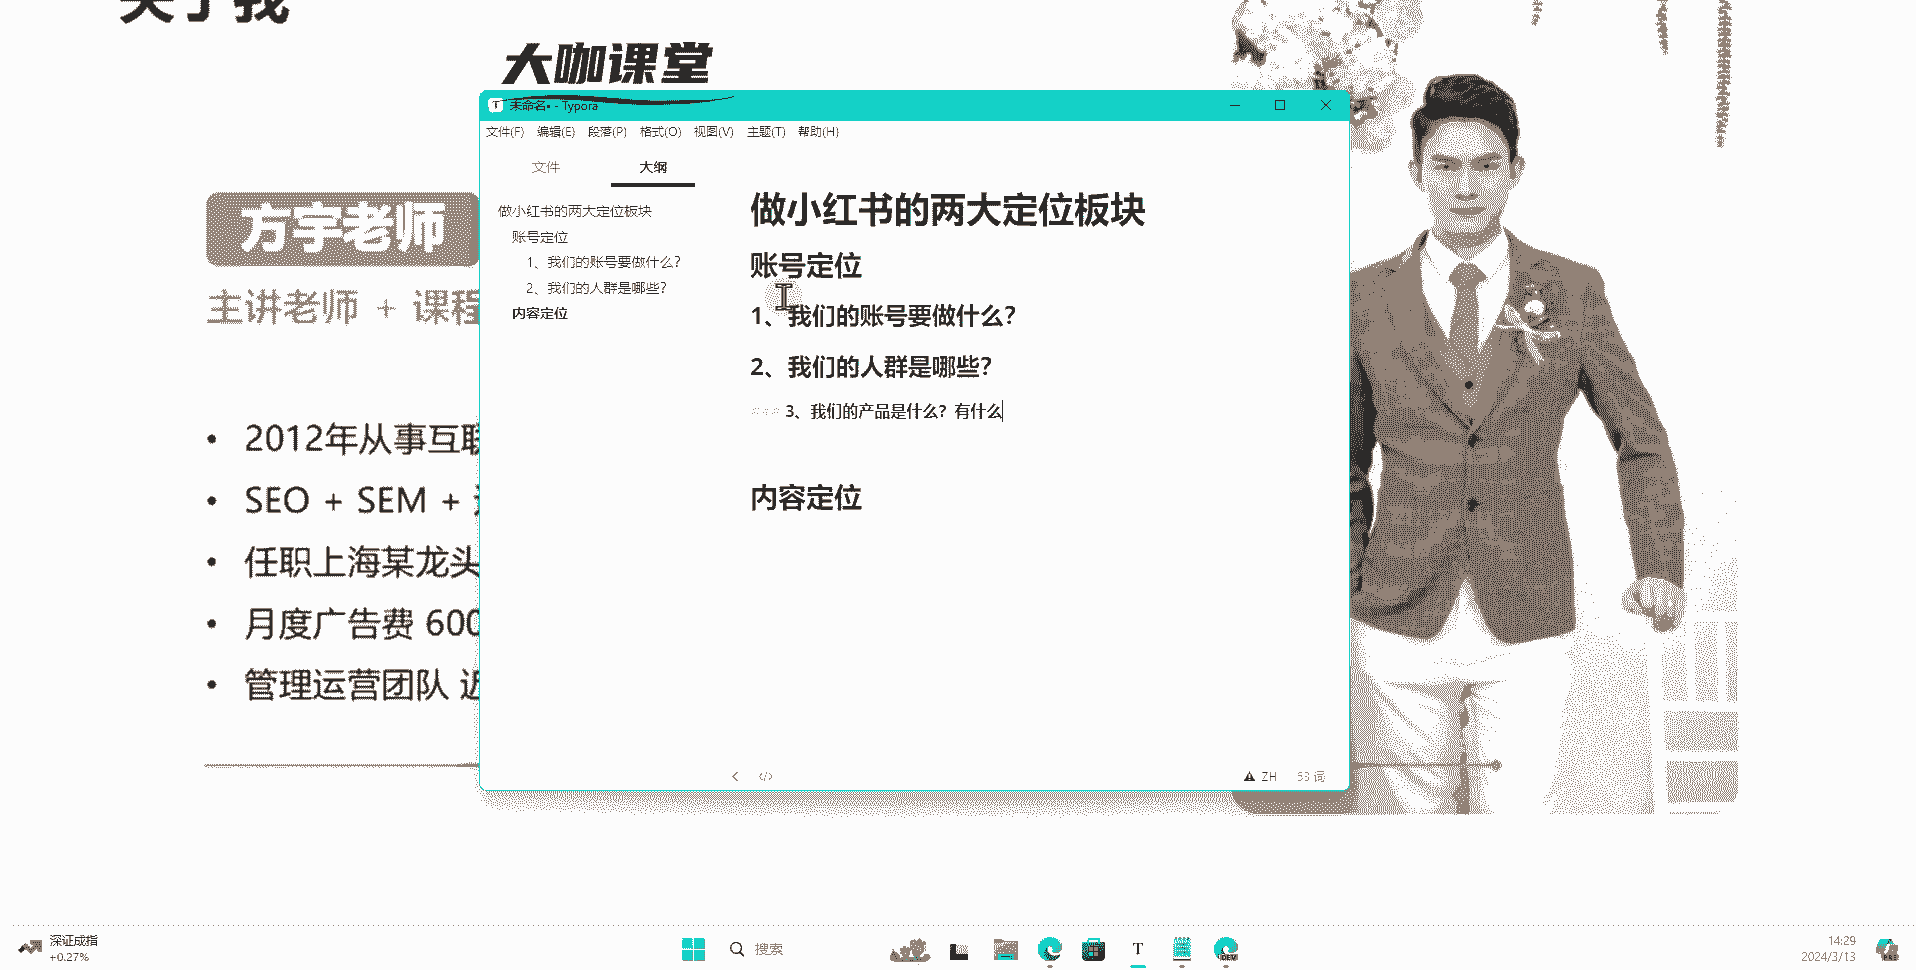 关于我
大咖课堂
未命名• - Typora
文件(F) 编辑(E) 段落(P) 格式(O) 视图(V) 主题(T) 帮助(H)
文件 大纲
做小红书的两大定位板块
账号定位
1、我们的账号要做什么？
2、我们的人群是哪些？
内容定位
做小红书的两大定位板块
账号定位
1、我们的账号要做什么？
2、我们的人群是哪些？
### 3、我们的产品是什么？有什么
内容定位
ZH 53 词
方宇老师
主讲老师 + 课程
• 2012年从事互联
• SEO + SEM +
• 任职上海某龙头
• 月度广告费 600
• 管理运营团队 近
深证成指
+0.27%
搜索
14:29
2024/3/13